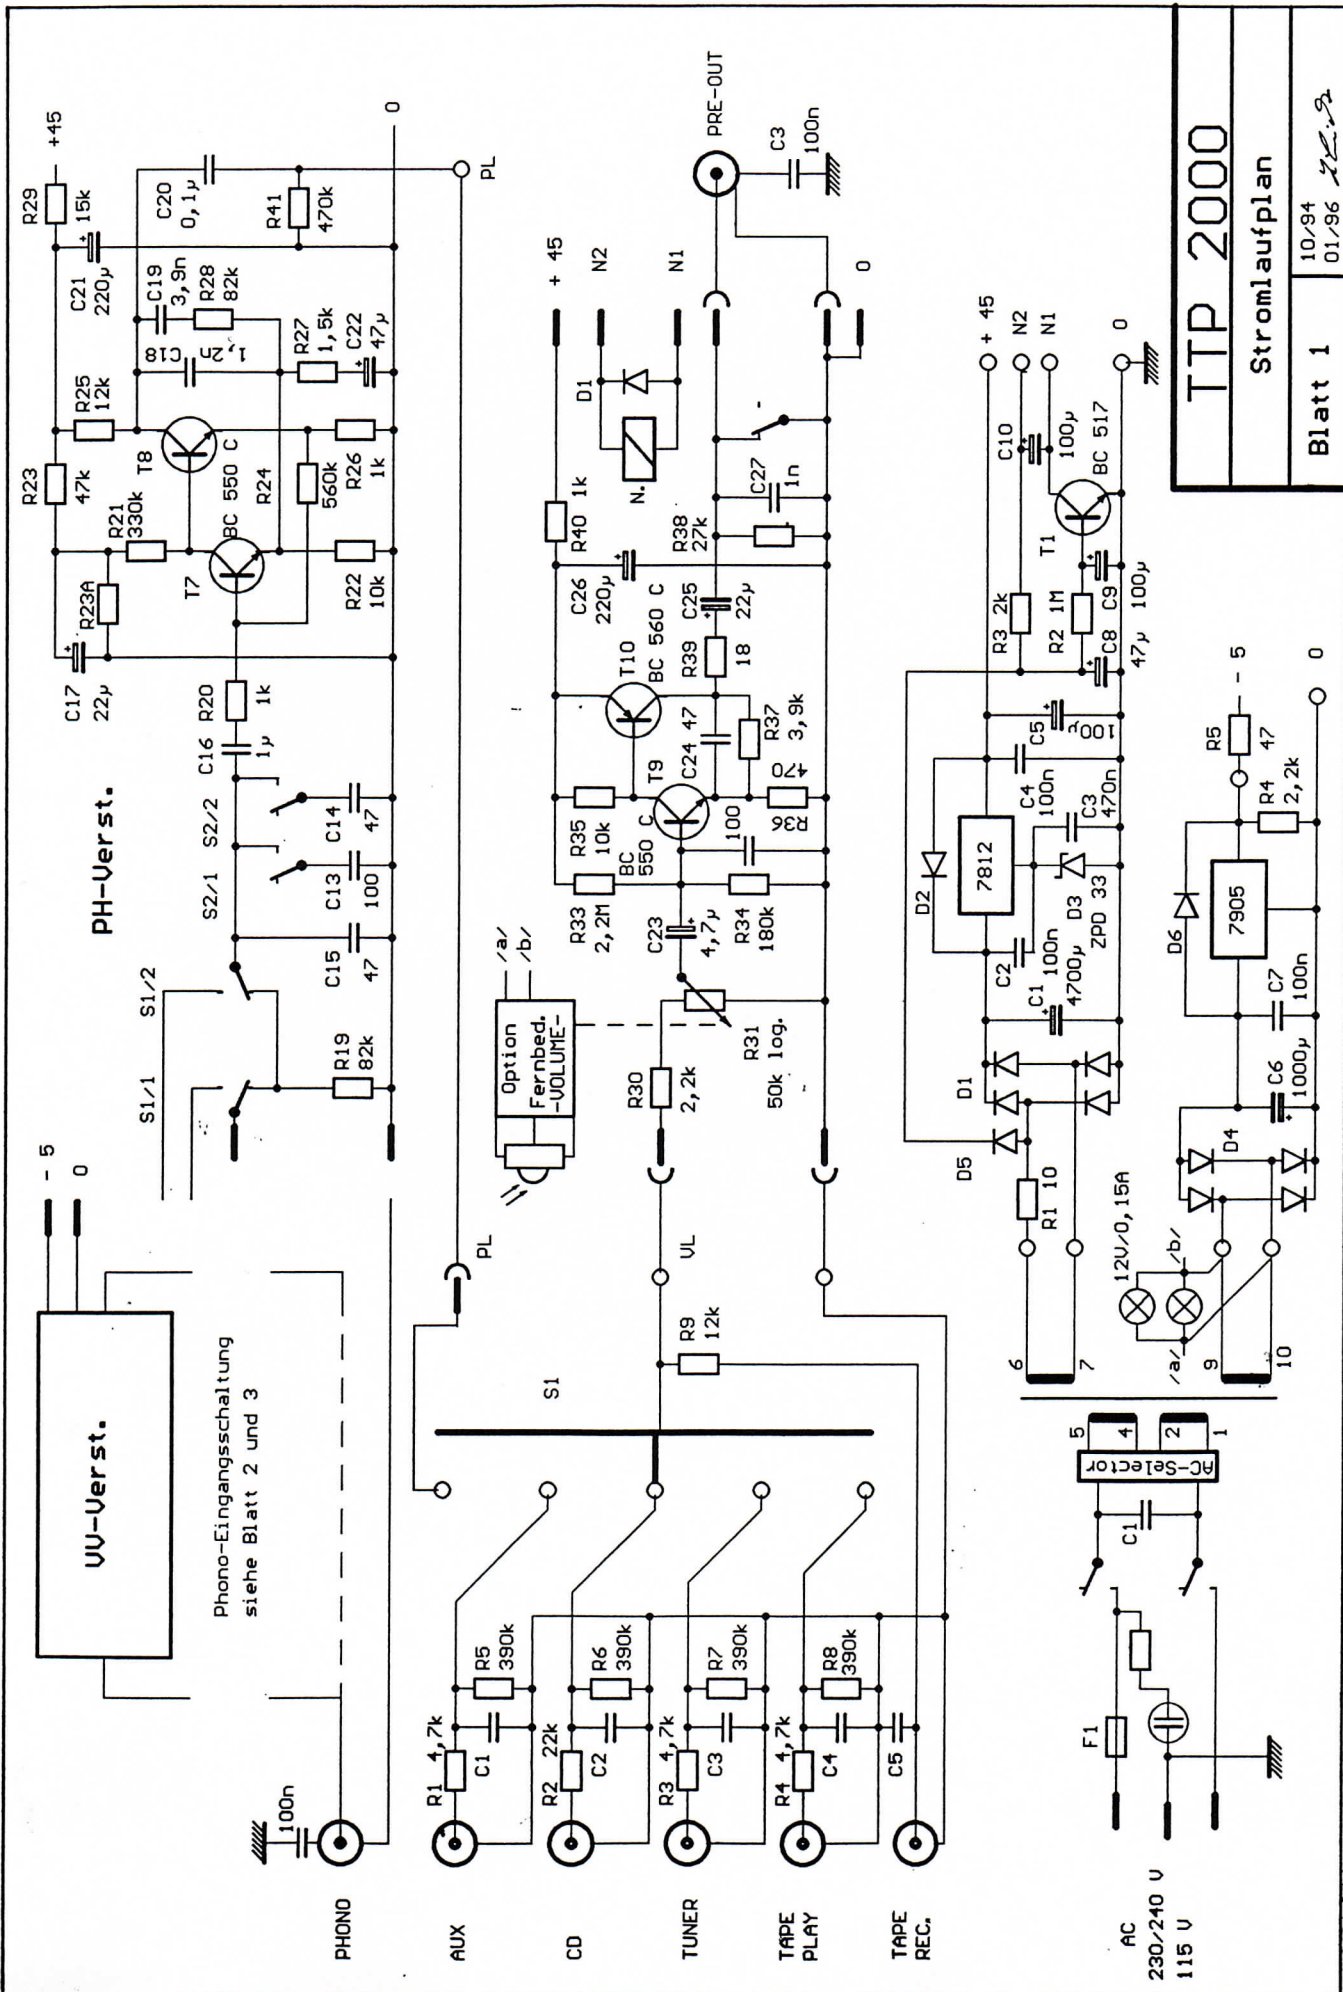 PHONO
100n
UV-Verst.
- 5
0
Phono-Eingangsschaltung
siehe Blatt 2 und 3
PH-Verst.
S1/1
S1/2
R19
82k
C15
47
S2/1
S2/2
C13
100
C14
47
C16
1µ
R20
1k
C17
22µ
R23A
T7
R21
330k
R23
47k
BC 550 C
R22
10k
R24
560k
T8
R25
12k
R26
1k
C18
1,2n
C19
3,9n
R28
82k
R27
1,5k
C22
47µ
C21
220µ
R29
15k
+45
C20
0,1µ
R41
470k
0
PL
PL
AUX
R1
4,7k
C1
R5
390k
CD
R2
22k
C2
R6
390k
TUNER
R3
4,7k
C3
R7
390k
TAPE
PLAY
R4
4,7k
C4
R8
390k
TAPE
REC.
C5
S1
R9
12k
VL
Option
Fernbed.
-VOLUME-
/a/
/b/
R30
2,2k
R31
50k log.
C23
4,7µ
R33
2,2M
R34
180k
R35
10k
BC
550 C
T9
100
R36
470
C24 47
R37
3,9k
T10
BC 560 C
R39
18
C25
22µ
C26
220µ
R40
1k
R38
27k
C27
1n
N.
D1
+ 45
N2
N1
0
PRE-OUT
C3
100n
AC
230/240 V
115 V
F1
C1
AC-Selector
5
4
2
1
6
7
9
10
R1 10
12V/0,15A
/a/
/b/
D5
D1
C1
4700µ
C2
100n
D2
7812
D3
ZPD 33
C4
100n
C3
470n
C5
100µ
R3 2k
R2 1M
C8
47µ
C9
100µ
T1
BC 517
C10
100µ
+ 45
N2
N1
0
D4
C6
1000µ
C7
100n
D6
7905
R4
2,2k
R5
47
- 5
0
TTP 2000
Stromlaufplan
Blatt 1
10/94
01/96